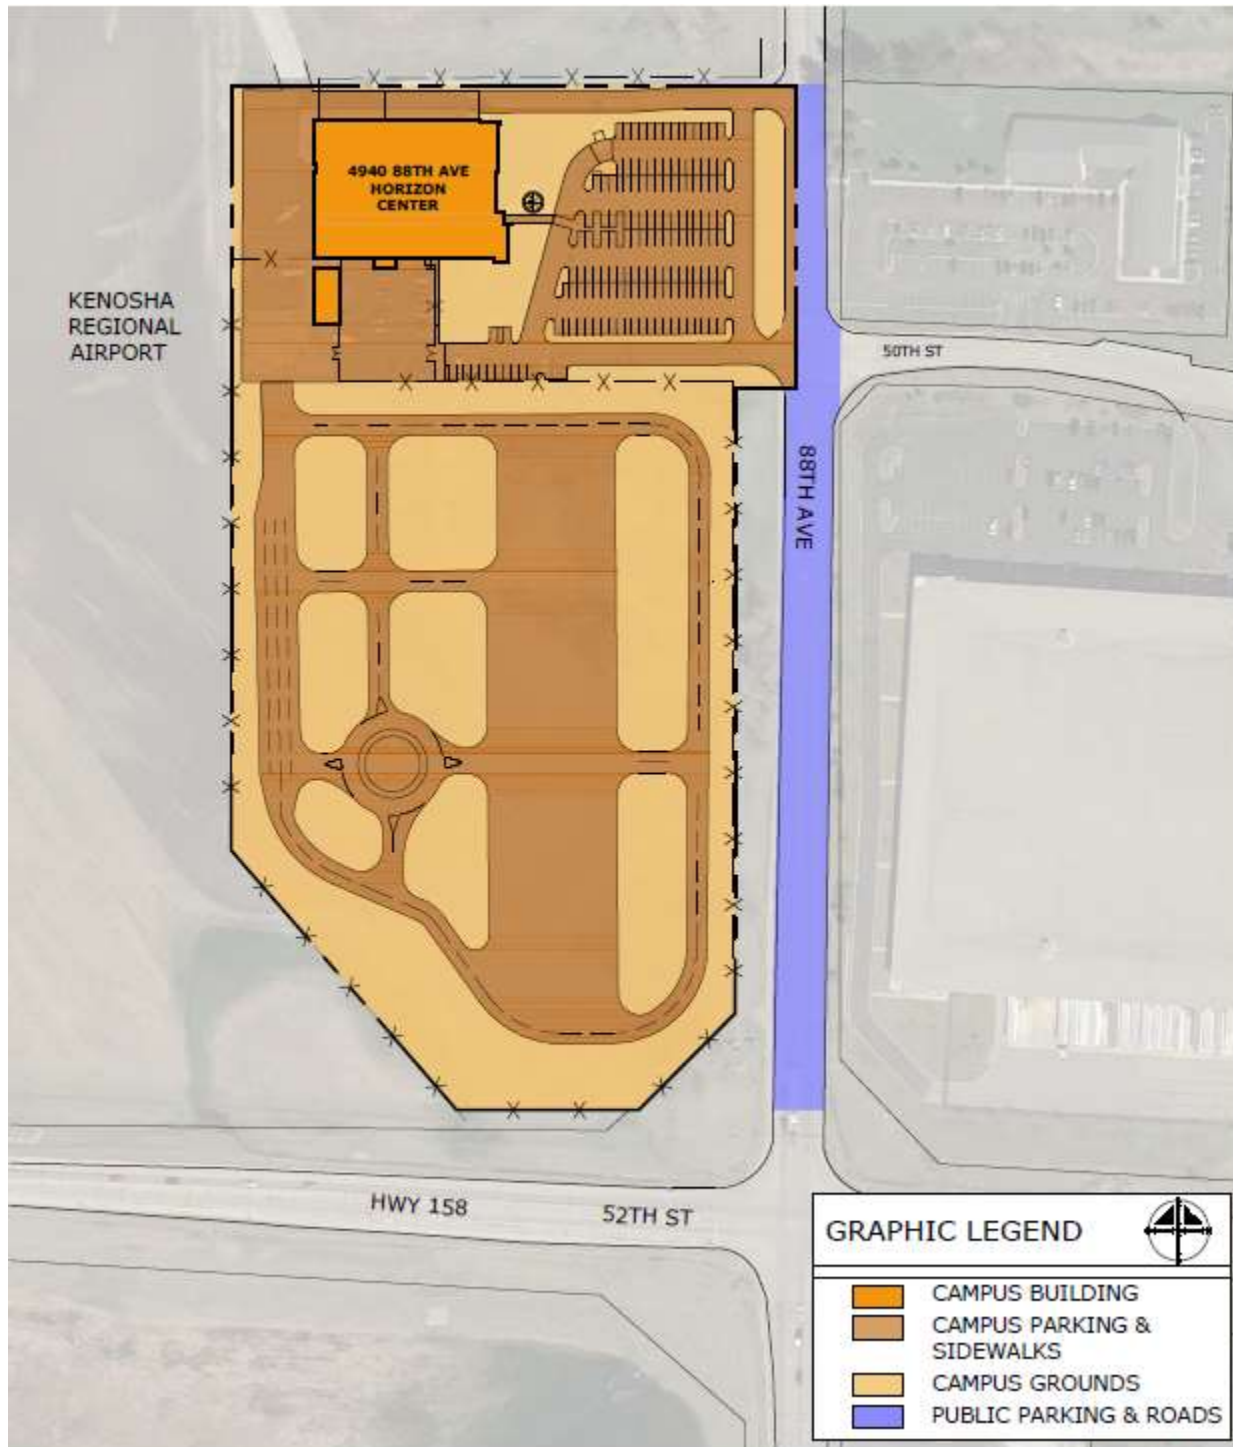 4940 88TH AVE
HORIZON
CENTER
KENOSHA
REGIONAL
AIRPORT
50TH ST
88TH AVE
HWY 158
52TH ST
GRAPHIC LEGEND
CAMPUS BUILDING
CAMPUS PARKING &
SIDEWALKS
CAMPUS GROUNDS
PUBLIC PARKING & ROADS